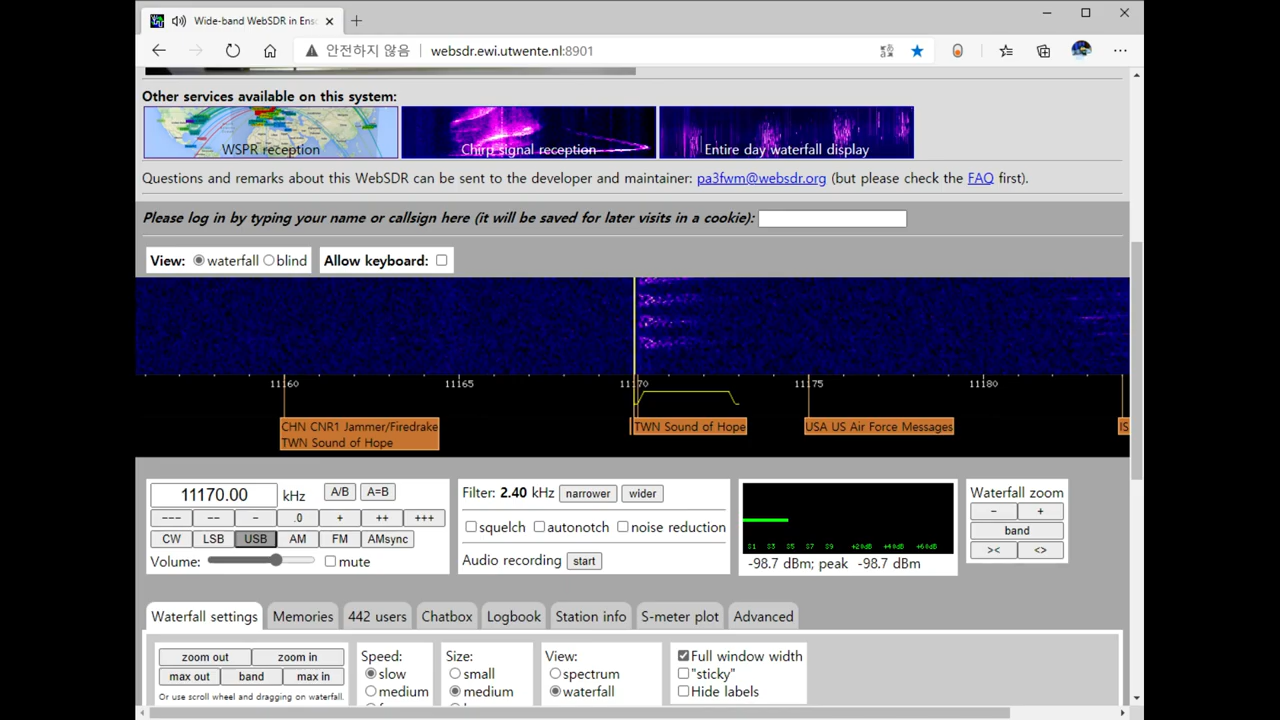 Wide-band WebSDR in Ens
안전하지 않음 websdr.ewi.utwente.nl:8901
Other services available on this system:
WSPR reception Chirp signal reception Entire day waterfall display
Questions and remarks about this WebSDR can be sent to the developer and maintainer: pa3fwm@websdr.org (but please check the FAQ first).
Please log in by typing your name or callsign here (it will be saved for later visits in a cookie):
View: waterfall blind Allow keyboard:
11160 11165 11170 11175 11180
CHN CNR1 Jammer/Firedrake TWN Sound of Hope USA US Air Force Messages IS
TWN Sound of Hope
11170.00 kHz A/B A=B
--- -- - .0 + ++ +++
CW LSB USB AM FM AMsync
Volume: mute
Filter: 2.40 kHz narrower wider
squelch autonotch noise reduction
Audio recording start
S1 S3 S5 S7 S9 +20dB +40dB +60dB
-98.7 dBm; peak -98.7 dBm
Waterfall zoom
- +
band
>< <>
Waterfall settings Memories 442 users Chatbox Logbook Station info S-meter plot Advanced
zoom out zoom in
max out band max in
Or use scroll wheel and dragging on waterfall.
Speed:
slow
medium
Size:
small
medium
View:
spectrum
waterfall
Full window width
"sticky"
Hide labels